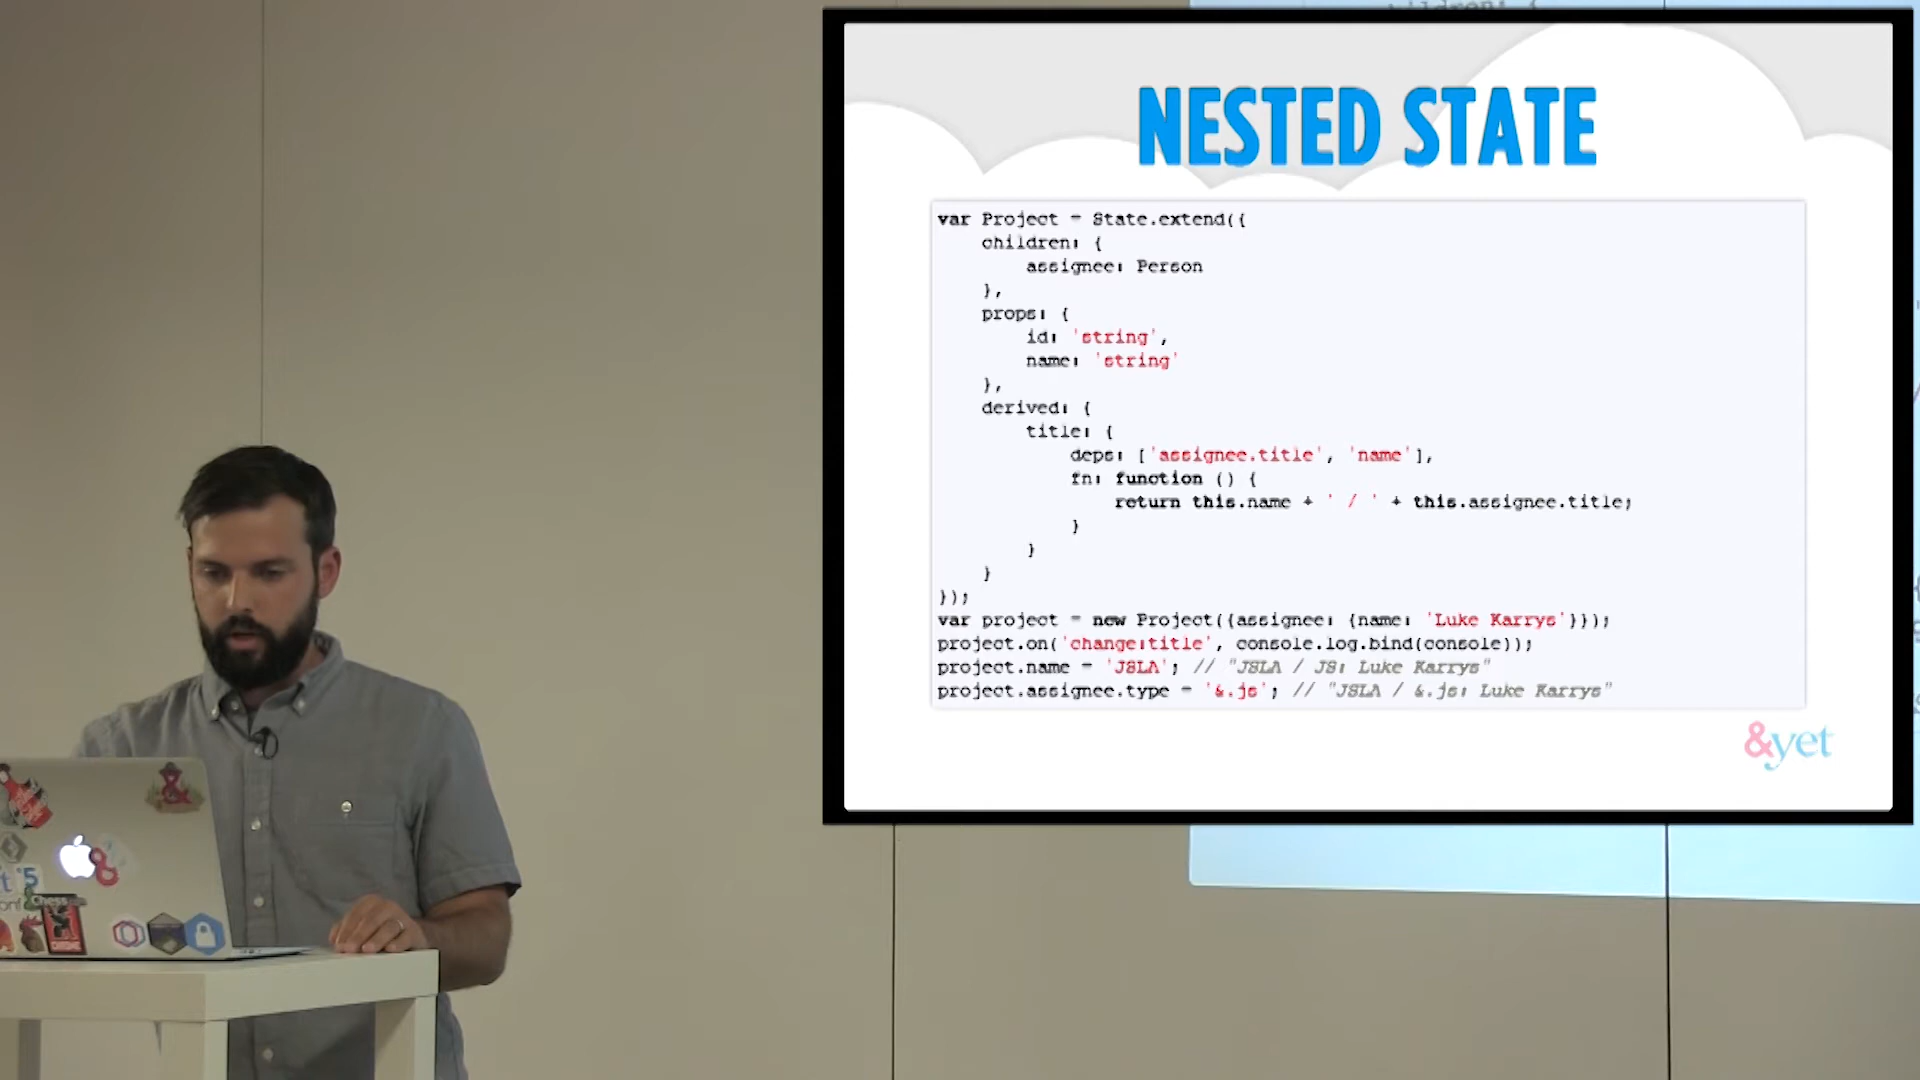 NESTED STATE
var Project = State.extend({
    children: {
        assignee: Person
    },
    props: {
        id: 'string',
        name: 'string'
    },
    derived: {
        title: {
            deps: ['assignee.title', 'name'],
            fn: function () {
                return this.name + ' / ' + this.assignee.title;
            }
        }
    }
});
var project = new Project({assignee: {name: 'Luke Karrys'}});
project.on('change:title', console.log.bind(console));
project.name = 'JSLA'; // "JSLA / JS: Luke Karrys"
project.assignee.type = '&.js'; // "JSLA / &.js: Luke Karrys"
&yet
children: {
&
&
Chess